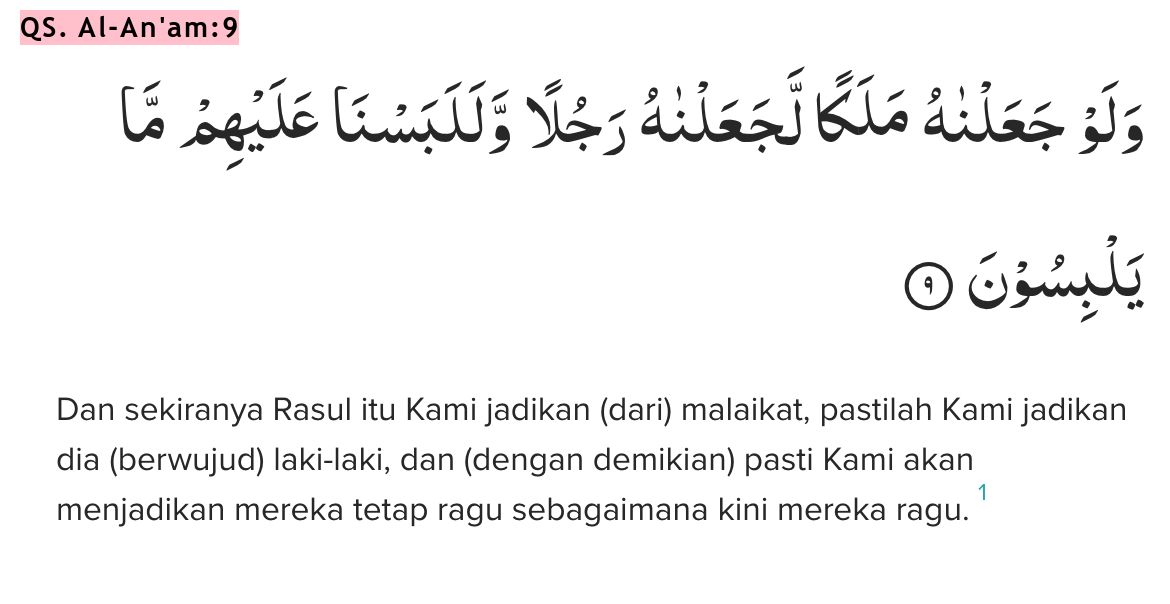 QS. Al-An'am:9
وَلَوْ جَعَلْنٰهُ مَلَكًا لَّجَعَلْنٰهُ رَجُلًا وَّلَلَبَسْنَا عَلَيْهِمْ مَّا
يَلْبِسُوْنَ ٩
Dan sekiranya Rasul itu Kami jadikan (dari) malaikat, pastilah Kami jadikan
dia (berwujud) laki-laki, dan (dengan demikian) pasti Kami akan
menjadikan mereka tetap ragu sebagaimana kini mereka ragu. 1